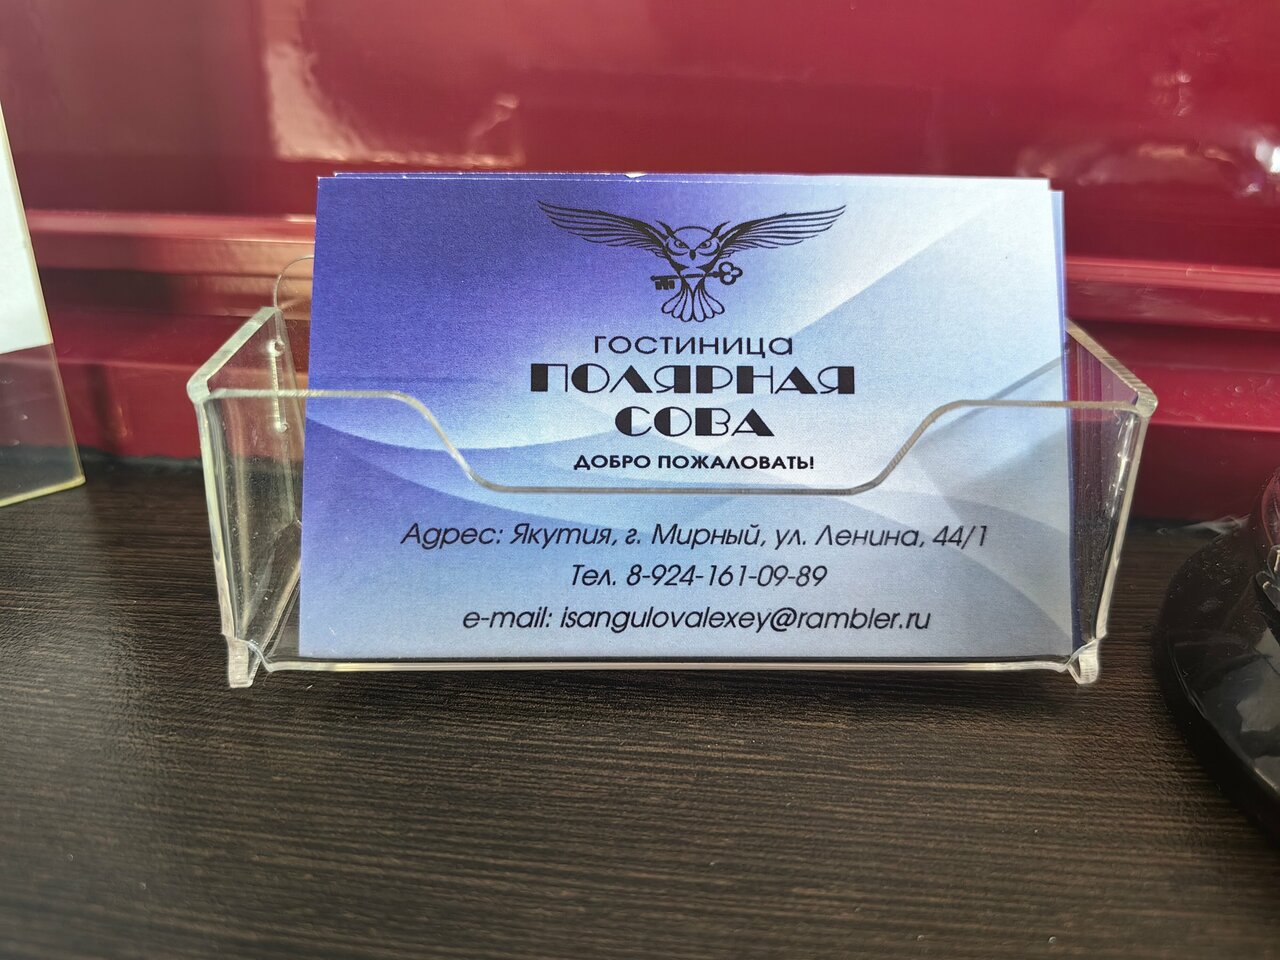 ГОСТИНИЦА
ПОЛЯРНАЯ
СОВА
ДОБРО ПОЖАЛОВАТЬ!
Адрес: Якутия, г. Мирный, ул. Ленина, 44/1
Тел. 8-924-161-09-89
e-mail: isangulovalexey@rambler.ru